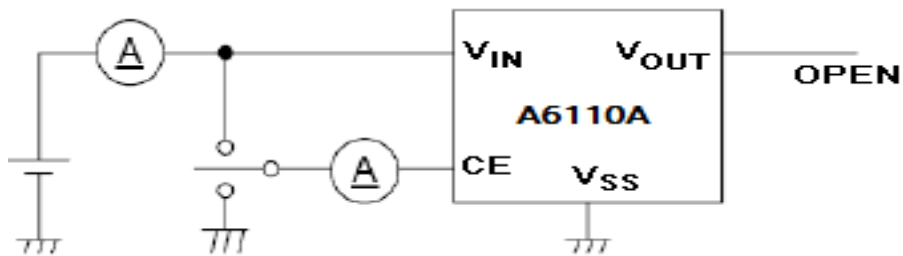 A
V_IN
V_OUT
OPEN
A6110A
A
CE
V_SS